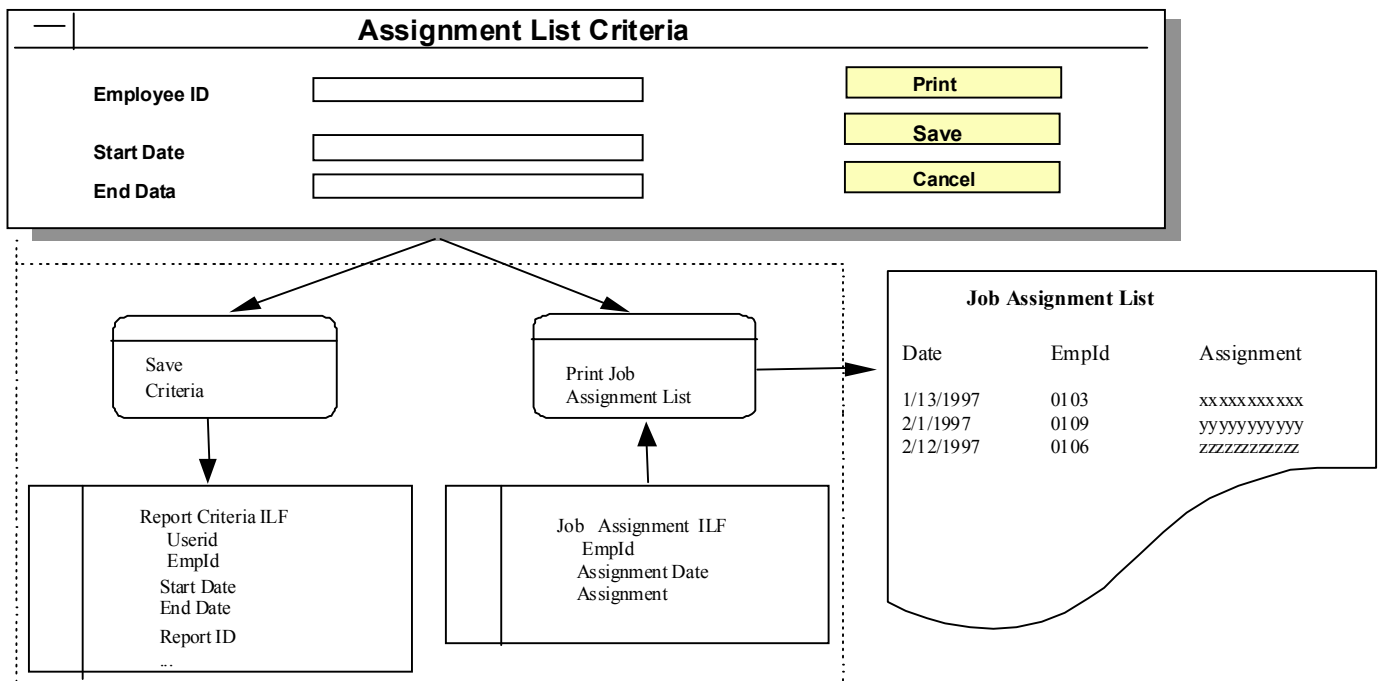 Assignment List Criteria
Employee ID
Print
Start Date
Save
End Data
Cancel
Save
Criteria
Print Job
Assignment List
Job Assignment List
Date EmpId Assignment
1/13/1997 0103 xxxxxxxxxxx
2/1/1997 0109 yyyyyyyyyyy
2/12/1997 0106 zzzzzzzzzzzz
Report Criteria ILF
Userid
EmpId
Start Date
End Date
Report ID
...
Job Assignment ILF
EmpId
Assignment Date
Assignment